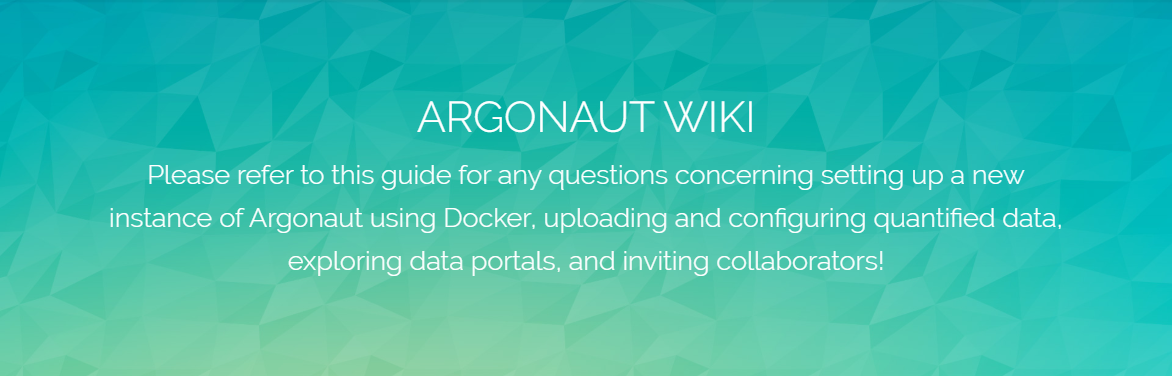 ARGONAUT WIKI
Please refer to this guide for any questions concerning setting up a new
instance of Argonaut using Docker, uploading and configuring quantified data,
exploring data portals, and inviting collaborators!